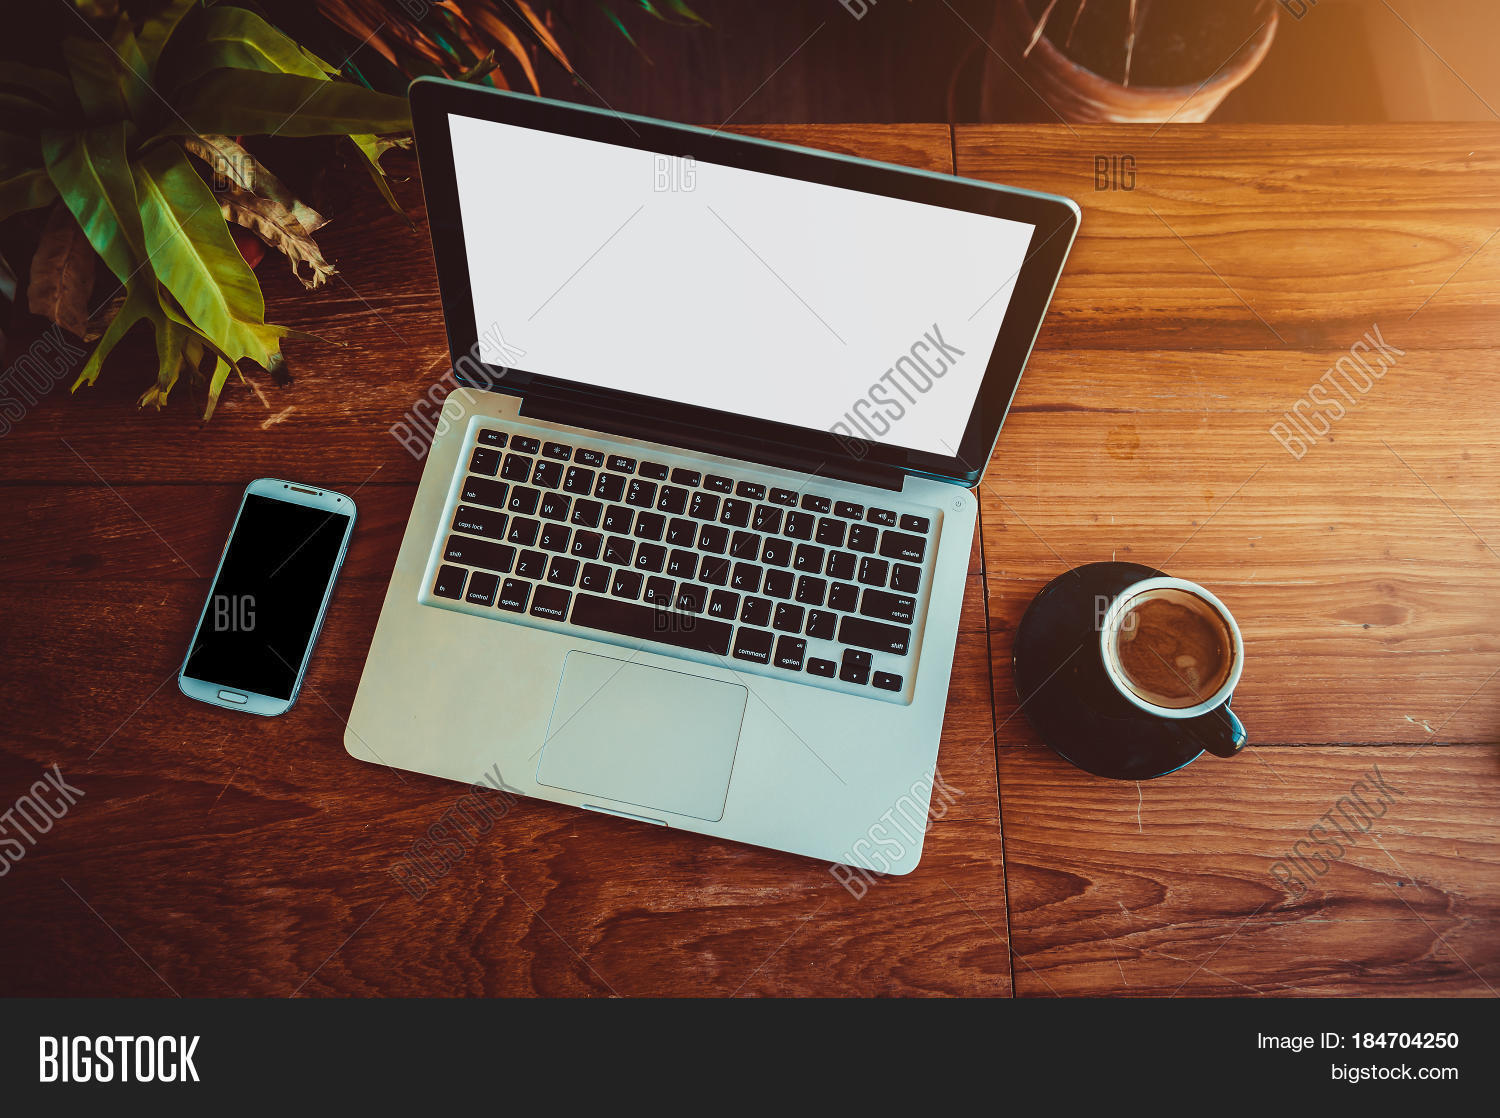 BIG
BIG
BIGSTOCK
BIGSTOCK
BIGSTOCK
BIGSTOCK
esc
delete
tab
Q W E R T Y U I O P
caps lock
A S D F G H J K L
enter
return
shift
Z X C V B N M
shift
fn
control
option
command
command
option
BIG
BIG
BIG
BIGSTOCK
BIGSTOCK
BIGSTOCK
BIGSTOCK
BIGSTOCK
Image ID: 184704250
bigstock.com